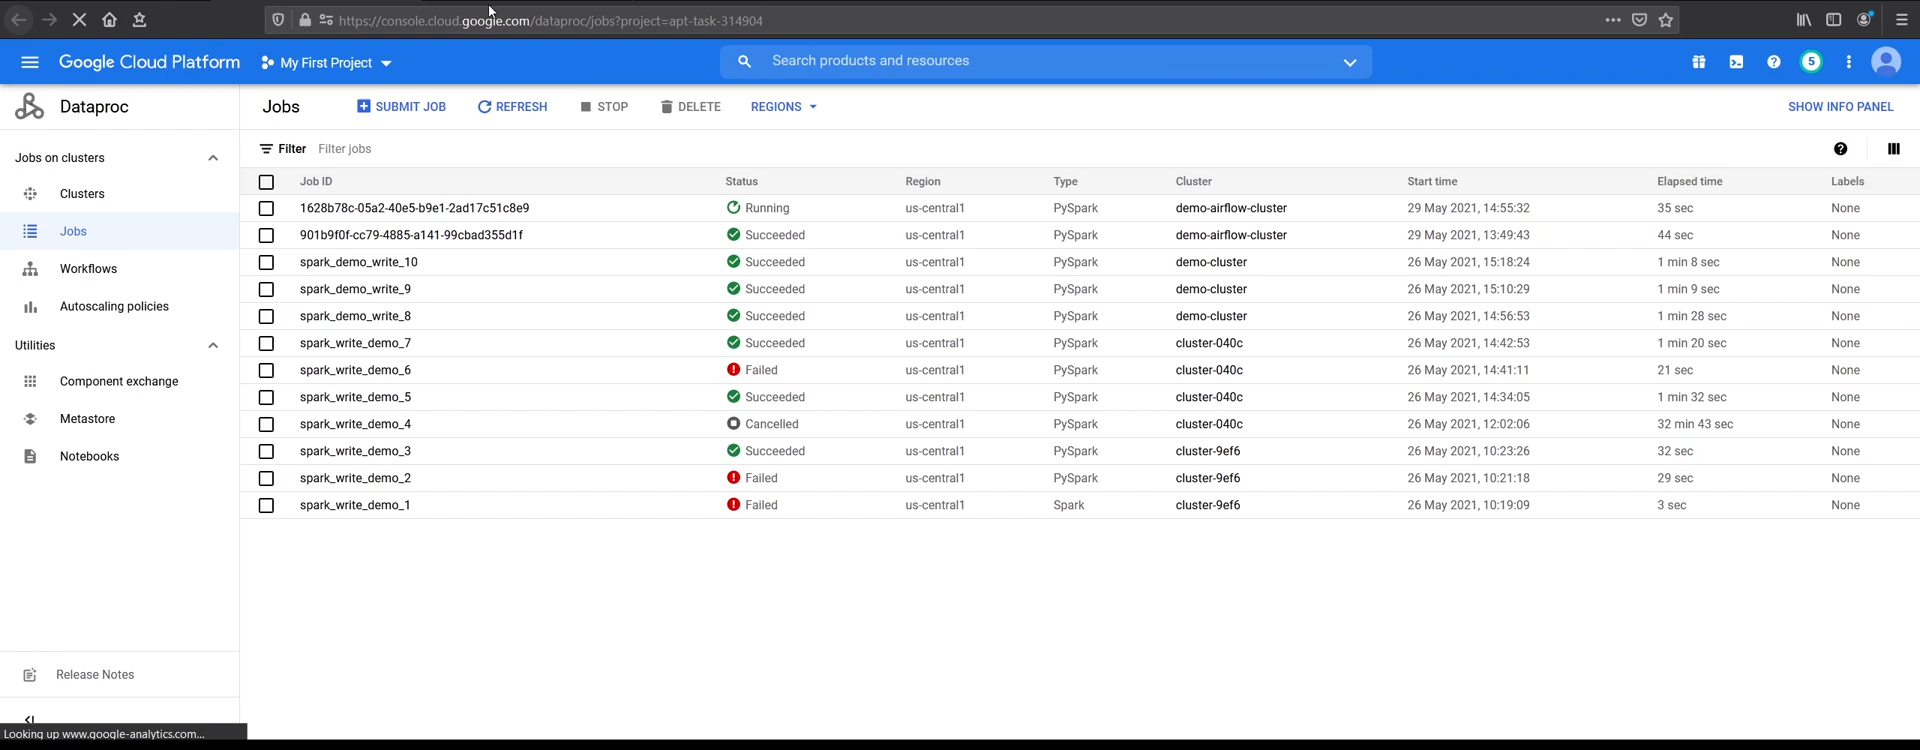 https://console.cloud.google.com/dataproc/jobs?project=apt-task-314904
Google Cloud Platform My First Project Search products and resources 5
Dataproc Jobs SUBMIT JOB REFRESH STOP DELETE REGIONS SHOW INFO PANEL
Jobs on clusters
Clusters
Jobs
Workflows
Autoscaling policies
Utilities
Component exchange
Metastore
Notebooks
Release Notes
Filter Filter jobs
Job ID Status Region Type Cluster Start time Elapsed time Labels
1628b78c-05a2-40e5-b9e1-2ad17c51c8e9 Running us-central1 PySpark demo-airflow-cluster 29 May 2021, 14:55:32 35 sec None
901b9f0f-cc79-4885-a141-99cbad355d1f Succeeded us-central1 PySpark demo-airflow-cluster 29 May 2021, 13:49:43 44 sec None
spark_demo_write_10 Succeeded us-central1 PySpark demo-cluster 26 May 2021, 15:18:24 1 min 8 sec None
spark_demo_write_9 Succeeded us-central1 PySpark demo-cluster 26 May 2021, 15:10:29 1 min 9 sec None
spark_demo_write_8 Succeeded us-central1 PySpark demo-cluster 26 May 2021, 14:56:53 1 min 28 sec None
spark_write_demo_7 Succeeded us-central1 PySpark cluster-040c 26 May 2021, 14:42:53 1 min 20 sec None
spark_write_demo_6 Failed us-central1 PySpark cluster-040c 26 May 2021, 14:41:11 21 sec None
spark_write_demo_5 Succeeded us-central1 PySpark cluster-040c 26 May 2021, 14:34:05 1 min 32 sec None
spark_write_demo_4 Cancelled us-central1 PySpark cluster-040c 26 May 2021, 12:02:06 32 min 43 sec None
spark_write_demo_3 Succeeded us-central1 PySpark cluster-9ef6 26 May 2021, 10:23:26 32 sec None
spark_write_demo_2 Failed us-central1 PySpark cluster-9ef6 26 May 2021, 10:21:18 29 sec None
spark_write_demo_1 Failed us-central1 Spark cluster-9ef6 26 May 2021, 10:19:09 3 sec None
Looking up www.google-analytics.com...